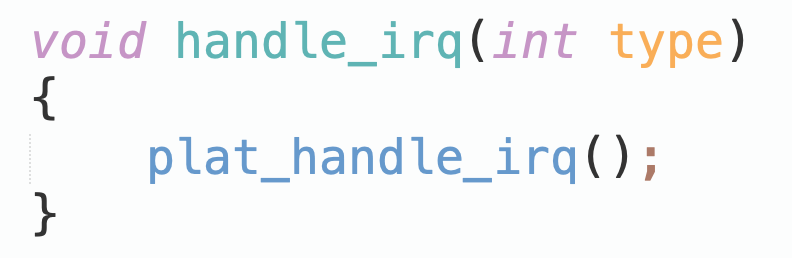 void handle_irq(int type)
{
    plat_handle_irq();
}